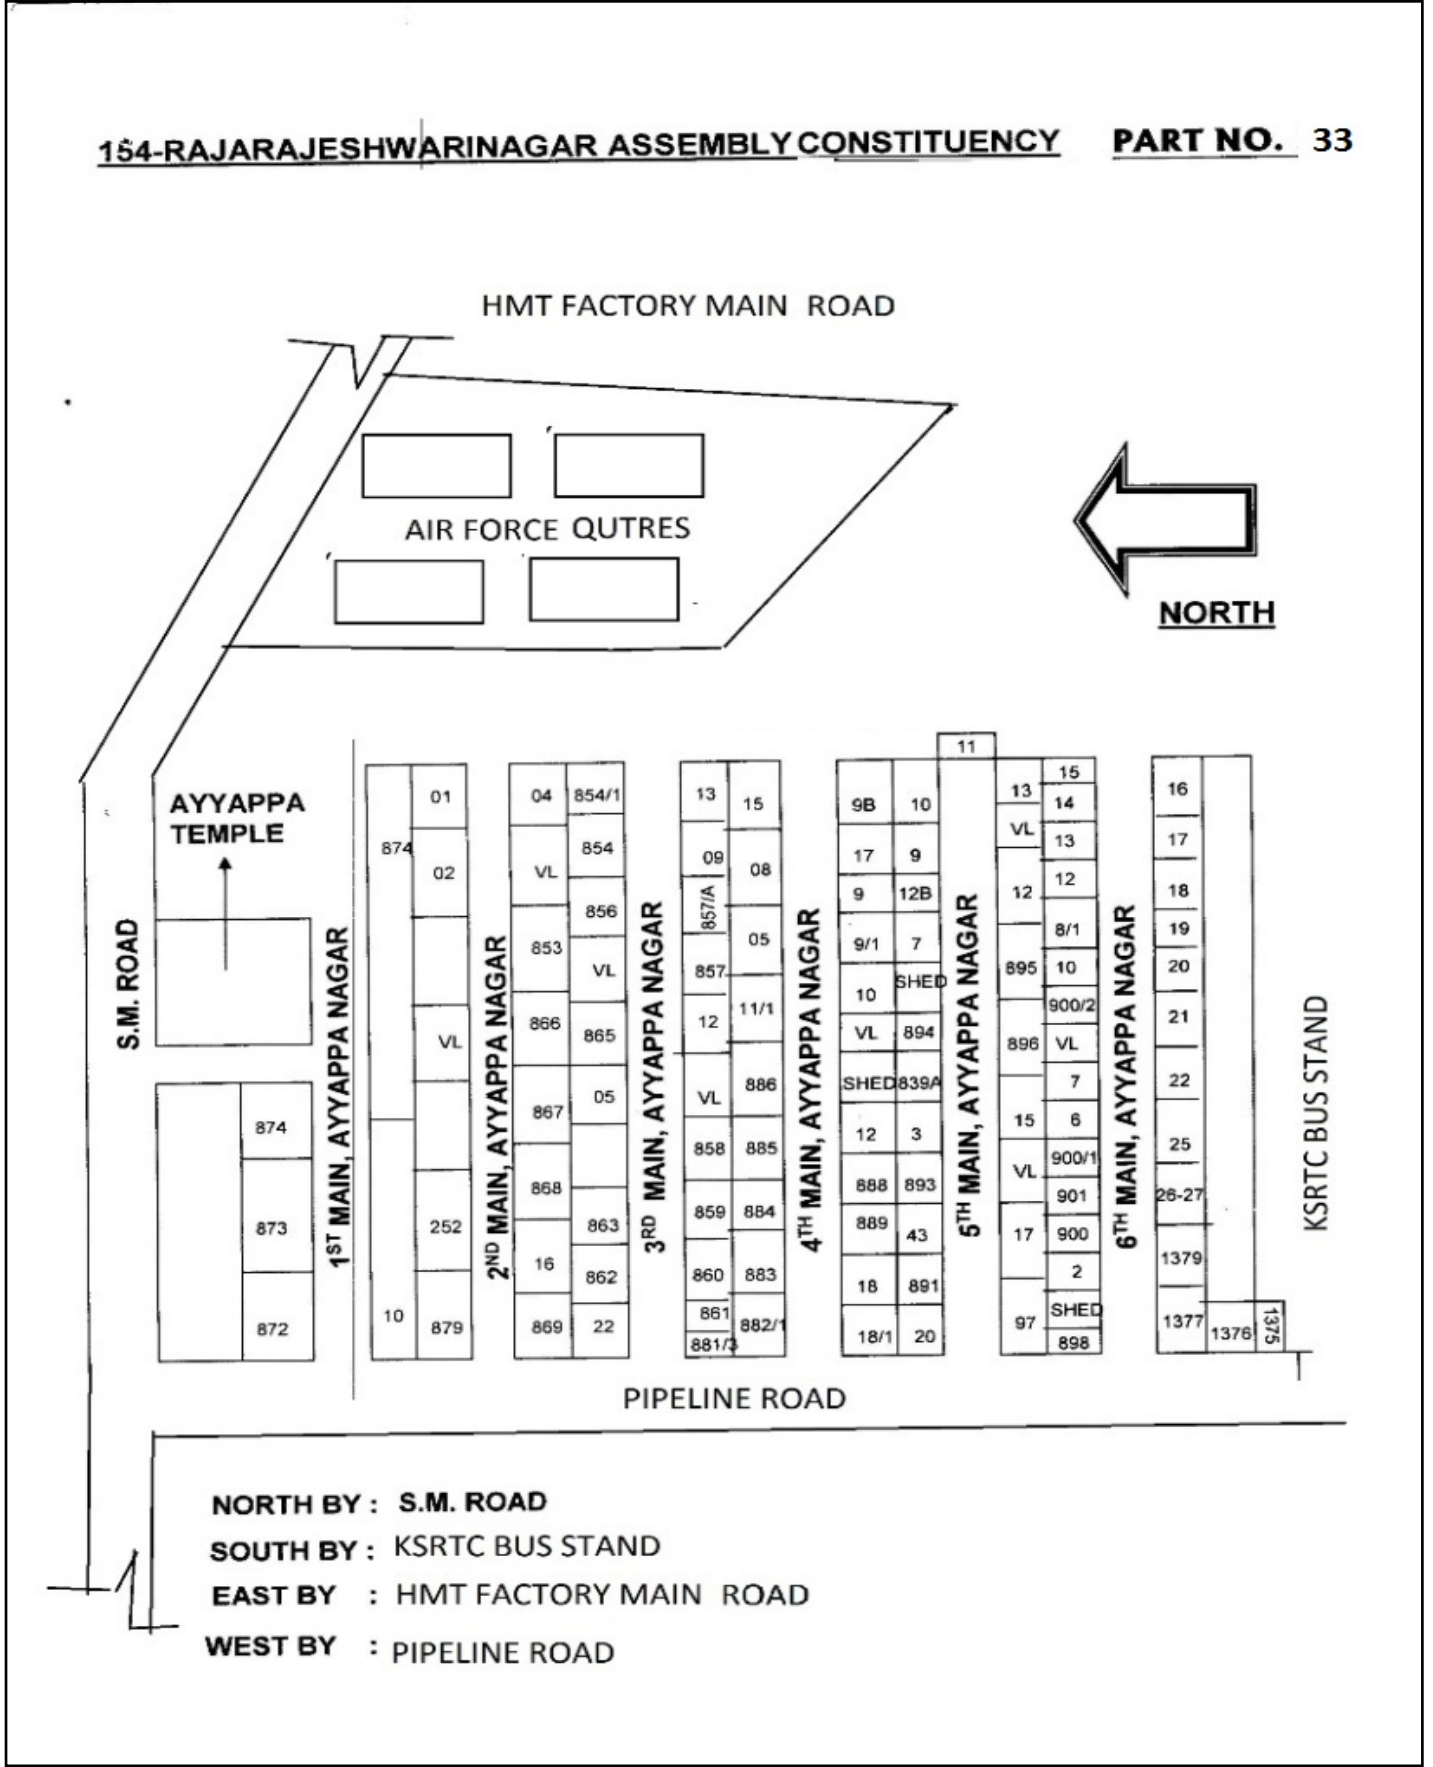 154-RAJARAJESHWARINAGAR ASSEMBLY CONSTITUENCY PART NO. 33
HMT FACTORY MAIN ROAD
AIR FORCE QUTRES
NORTH
AYYAPPA
TEMPLE
S.M. ROAD
874
873
872
1ST MAIN, AYYAPPA NAGAR
874
10
01
02
VL
252
879
2ND MAIN, AYYAPPA NAGAR
04
VL
853
866
867
868
16
869
854/1
854
856
VL
865
05
863
862
22
3RD MAIN, AYYAPPA NAGAR
13
09
857/A
857
12
VL
858
859
860
861
881/3
15
08
05
11/1
886
885
884
883
882/1
4TH MAIN, AYYAPPA NAGAR
9B
17
9
9/1
10
VL
SHED
12
888
889
18
18/1
10
9
12B
7
SHED
894
839A
3
893
43
891
20
11
5TH MAIN, AYYAPPA NAGAR
13
VL
12
895
896
15
VL
17
97
15
14
13
12
8/1
10
900/2
VL
7
6
900/1
901
900
2
SHED
898
6TH MAIN, AYYAPPA NAGAR
16
17
18
19
20
21
22
25
26-27
1379
1377
1376
1375
KSRTC BUS STAND
PIPELINE ROAD
NORTH BY : S.M. ROAD
SOUTH BY : KSRTC BUS STAND
EAST BY : HMT FACTORY MAIN ROAD
WEST BY : PIPELINE ROAD